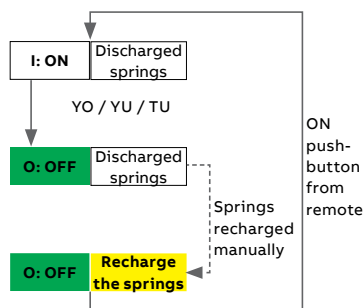 I: ON
Discharged
springs
YO / YU / TU
O: OFF
Discharged
springs
Springs
recharged
manually
ON
push-
button
from
remote
O: OFF
Recharge
the springs